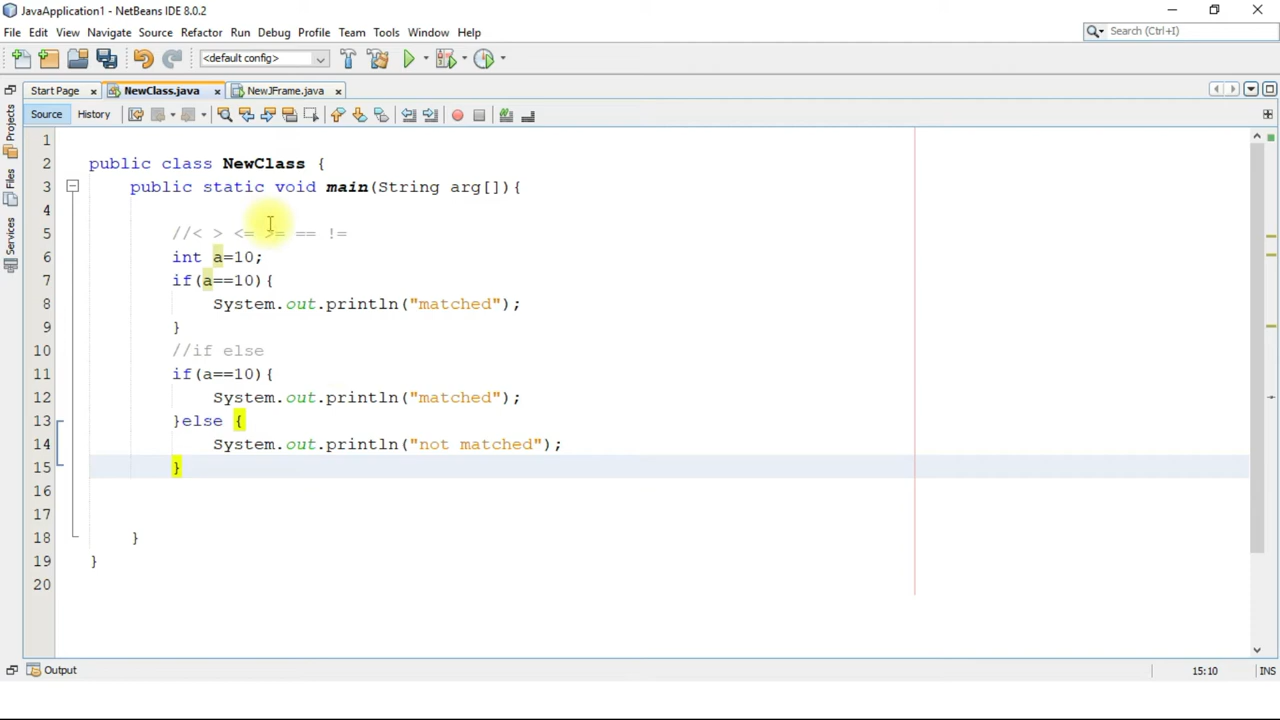 JavaApplication1 - NetBeans IDE 8.0.2
File Edit View Navigate Source Refactor Run Debug Profile Team Tools Window Help
Search (Ctrl+I)
<default config>
Start Page NewClass.java NewJFrame.java
Source History
Projects
Files
Services
1
2 public class NewClass {
3 public static void main(String arg[]){
4
5 //< > <= >= == !=
6 int a=10;
7 if(a==10){
8 System.out.println("matched");
9 }
10 //if else
11 if(a==10){
12 System.out.println("matched");
13 }else {
14 System.out.println("not matched");
15 }
16
17
18 }
19 }
20
Output
15:10 INS